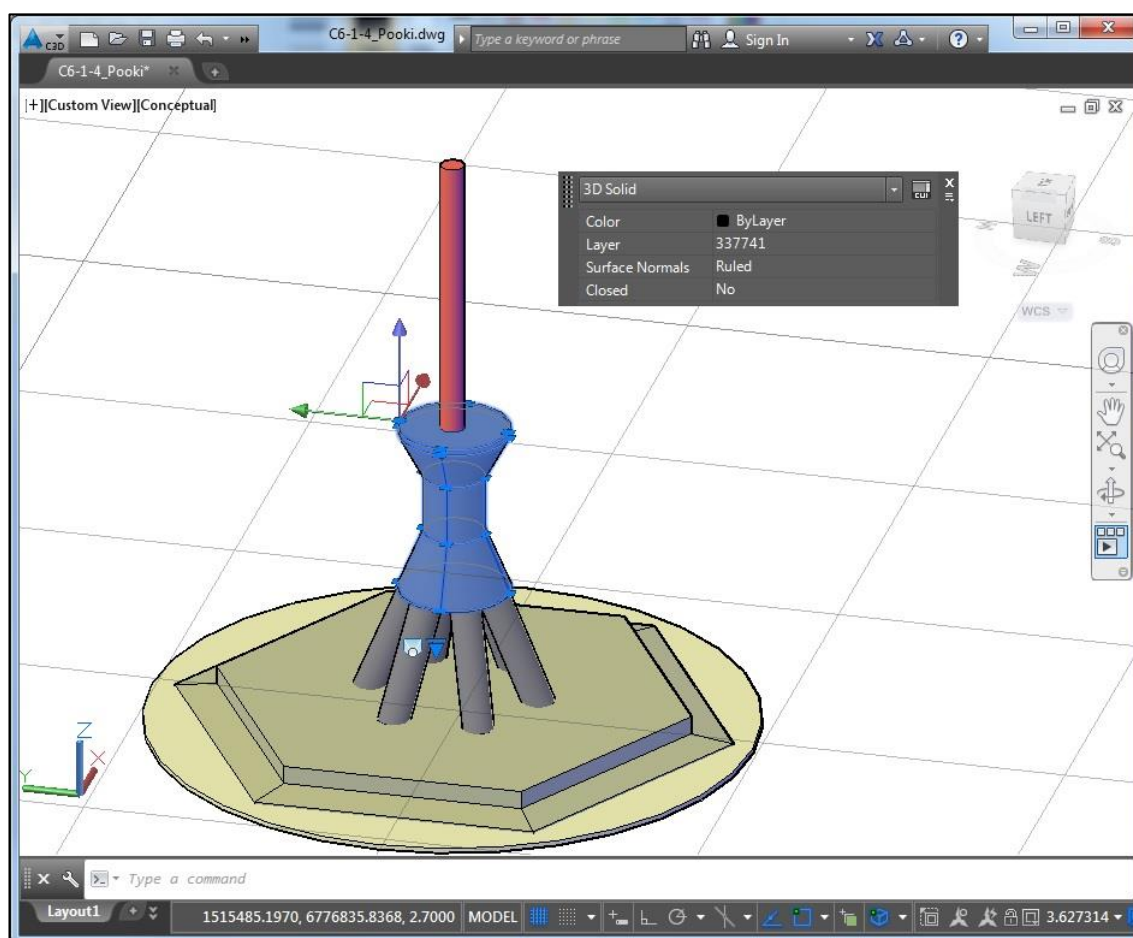 C3D
C6-1-4_Pooki.dwg
Type a keyword or phrase
Sign In
C6-1-4_Pooki*
[+][Custom View][Conceptual]
3D Solid
CUI
Color ByLayer
Layer 337741
Surface Normals Ruled
Closed No
LEFT
WCS
Z
X
Y
Type a command
Layout1
1515485.1970, 6776835.8368, 2.7000 MODEL
3.627314